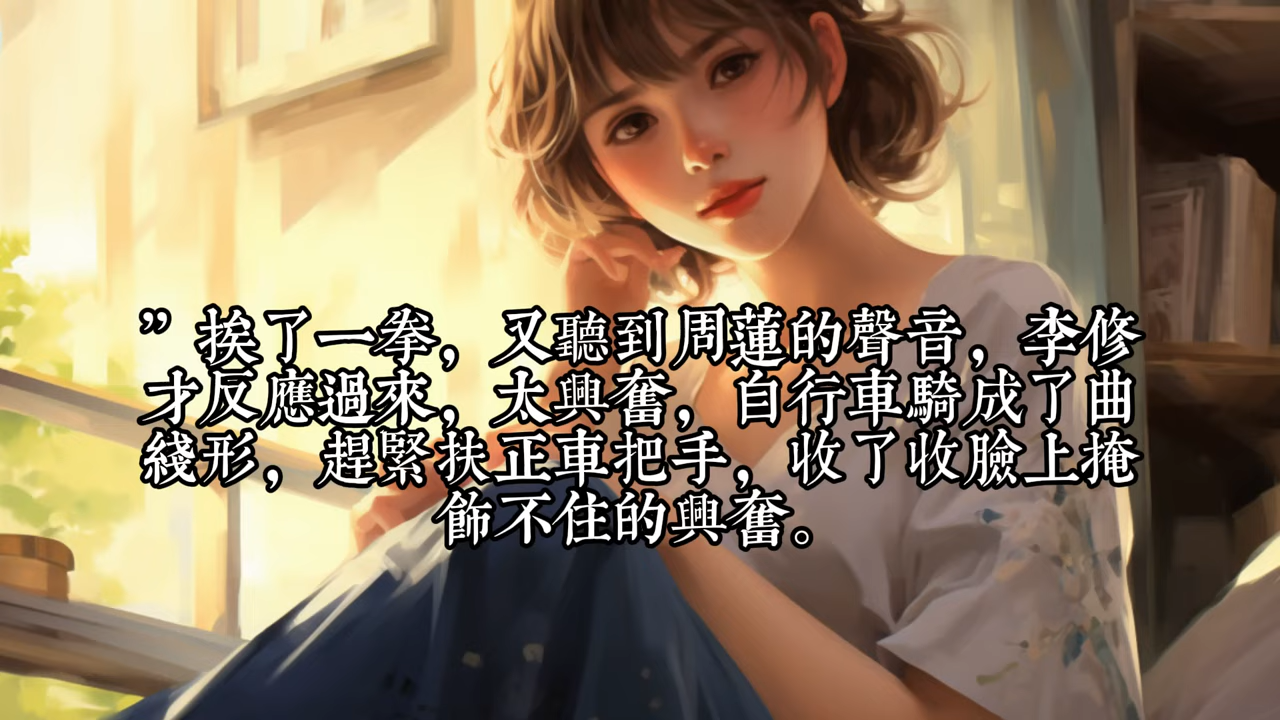 ”挨了一拳，又聽到周蓮的聲音，李修
才反應過來，太興奮，自行車騎成了曲
綫形，趕緊扶正車把手，收了收臉上掩
飾不住的興奮。